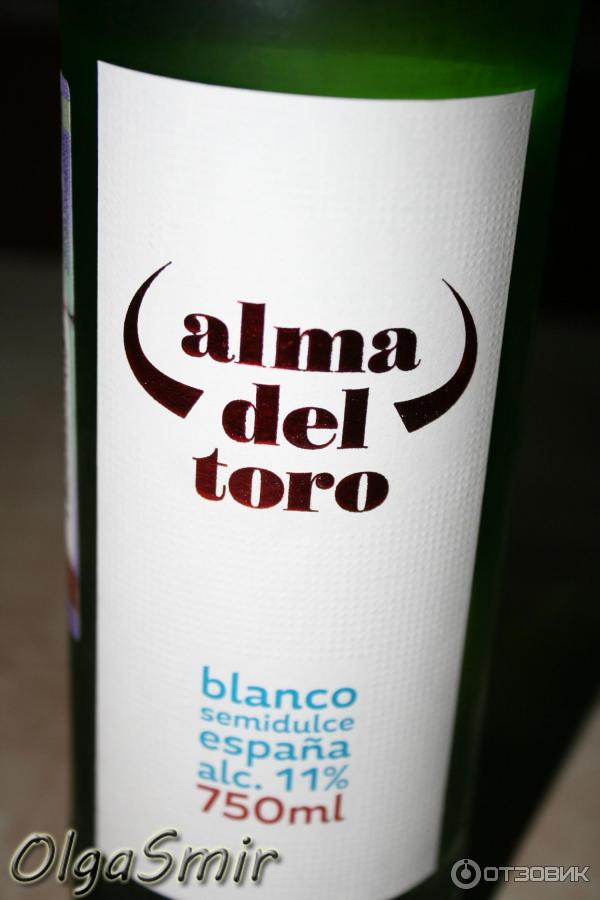 alma
del
toro
blanco
semidulce
españa
alc. 11%
750ml
OlgaSmir
ОТЗОВИК